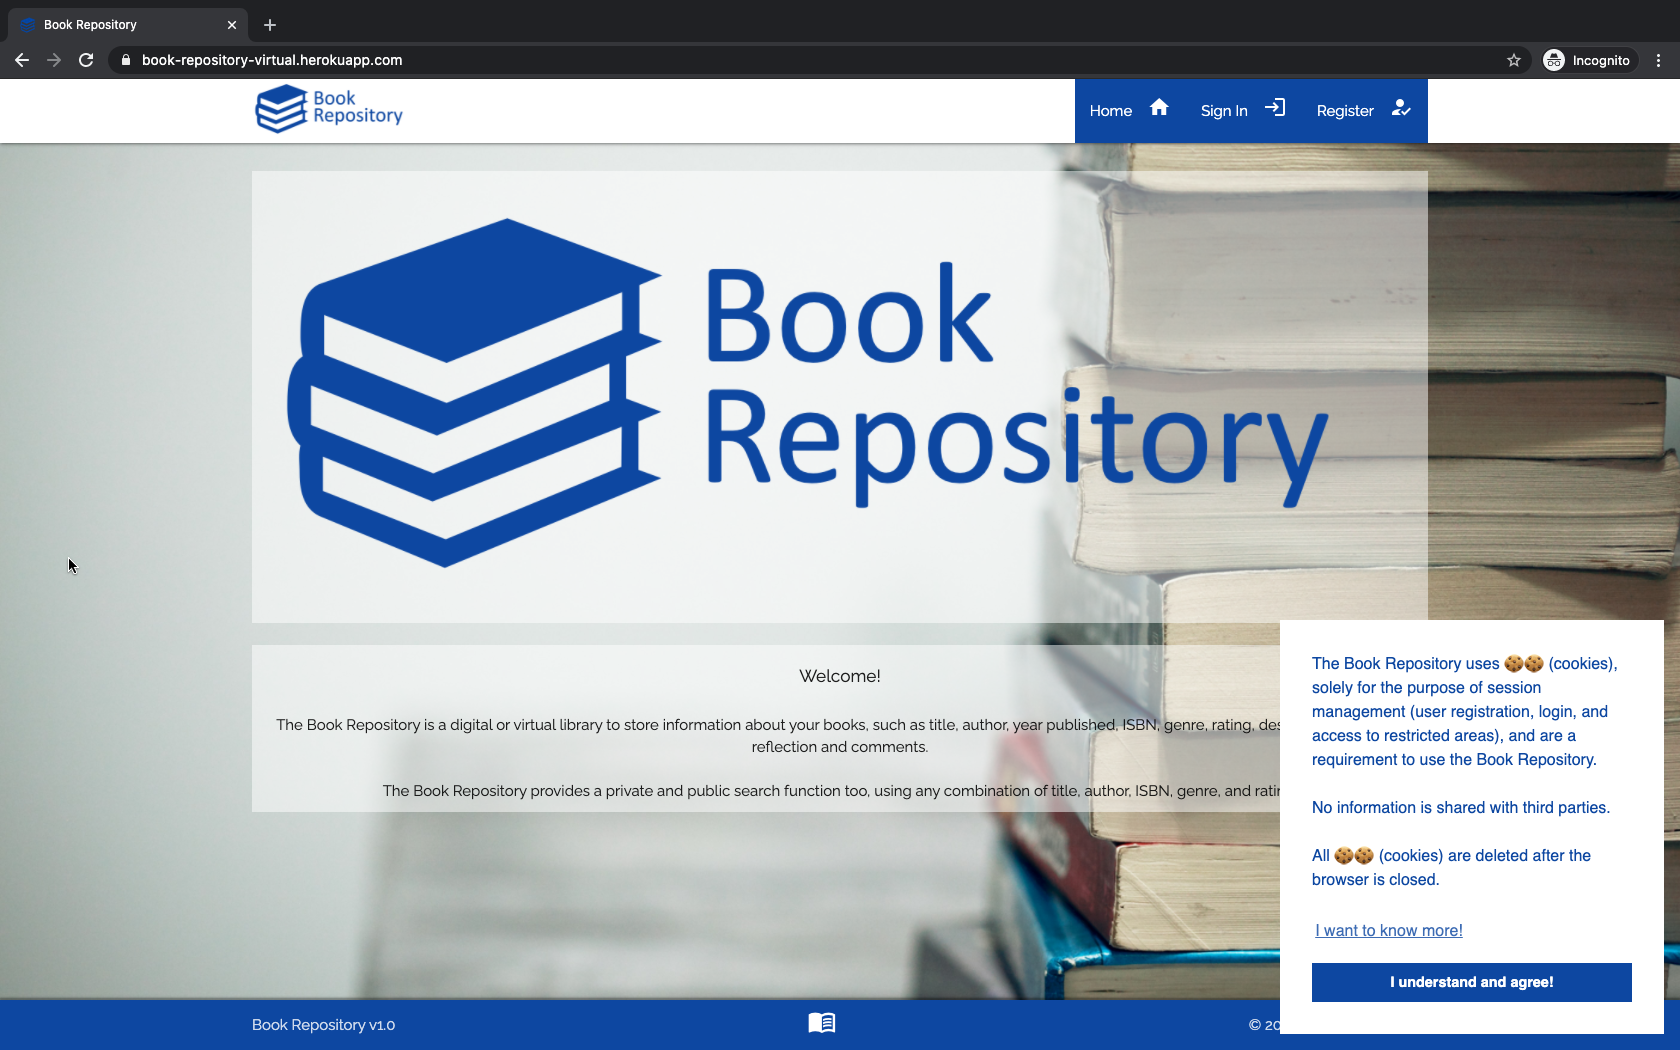 Book Repository
book-repository-virtual.herokuapp.com
Incognito
Book
Repository
Home
Sign In
Register
Book
Repository
Welcome!
The Book Repository is a digital or virtual library to store information about your books, such as title, author, year published, ISBN, genre, rating,
reflection and comments.
The Book Repository provides a private and public search function too, using any combination of title, author, ISBN, genre, and
The Book Repository uses 🍪🍪 (cookies),
solely for the purpose of session
management (user registration, login, and
access to restricted areas), and are a
requirement to use the Book Repository.
No information is shared with third parties.
All 🍪🍪 (cookies) are deleted after the
browser is closed.
I want to know more!
I understand and agree!
Book Repository v1.0
©